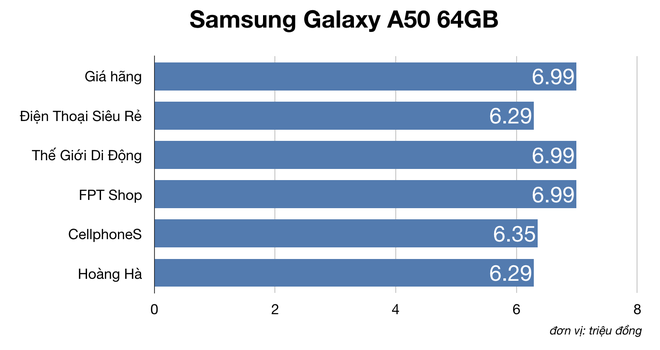 Samsung Galaxy A50 64GB
Giá hãng 6.99
Điện Thoại Siêu Rẻ 6.29
Thế Giới Di Động 6.99
FPT Shop 6.99
CellphoneS 6.35
Hoàng Hà 6.29
0 2 4 6 8
đơn vị: triệu đồng